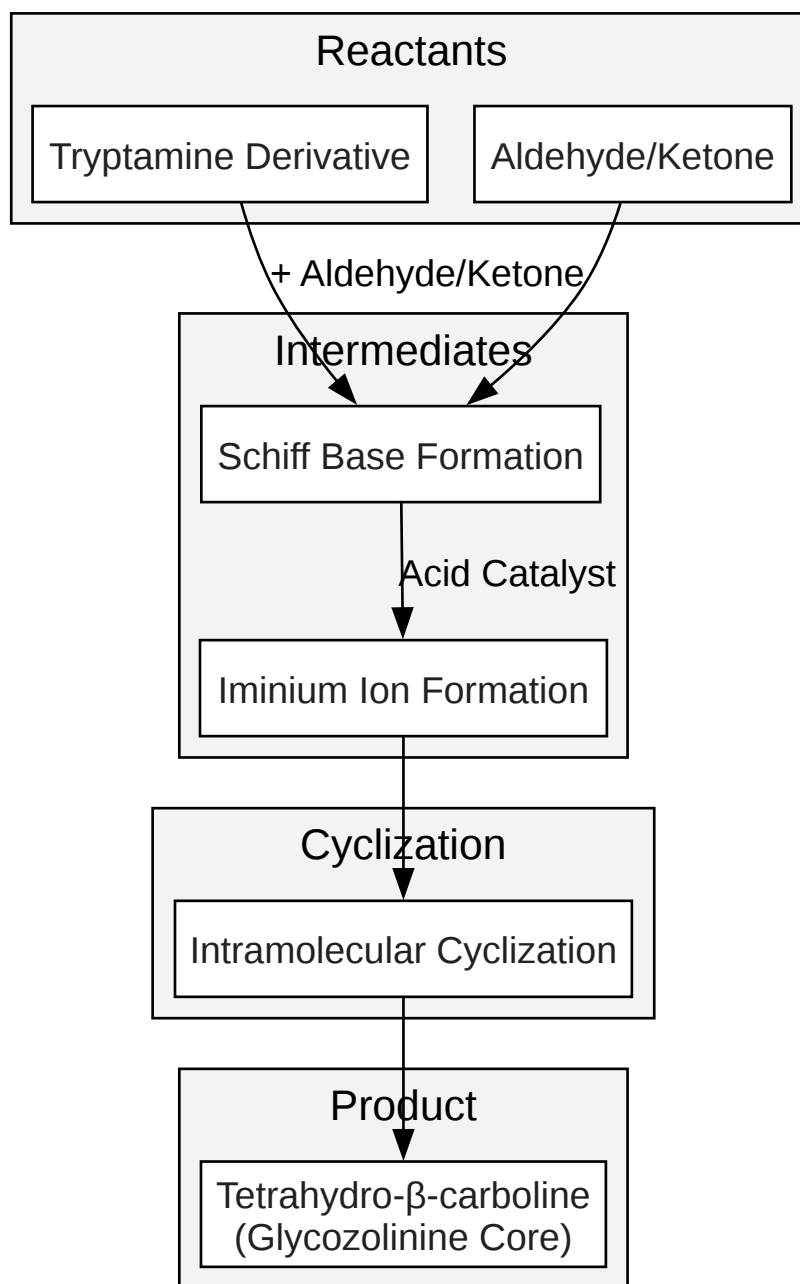 Reactants
Tryptamine Derivative
Aldehyde/Ketone
+ Aldehyde/Ketone
Intermediates
Schiff Base Formation
Acid Catalyst
Iminium Ion Formation
Cyclization
Intramolecular Cyclization
Product
Tetrahydro-β-carboline
(Glycozolinine Core)